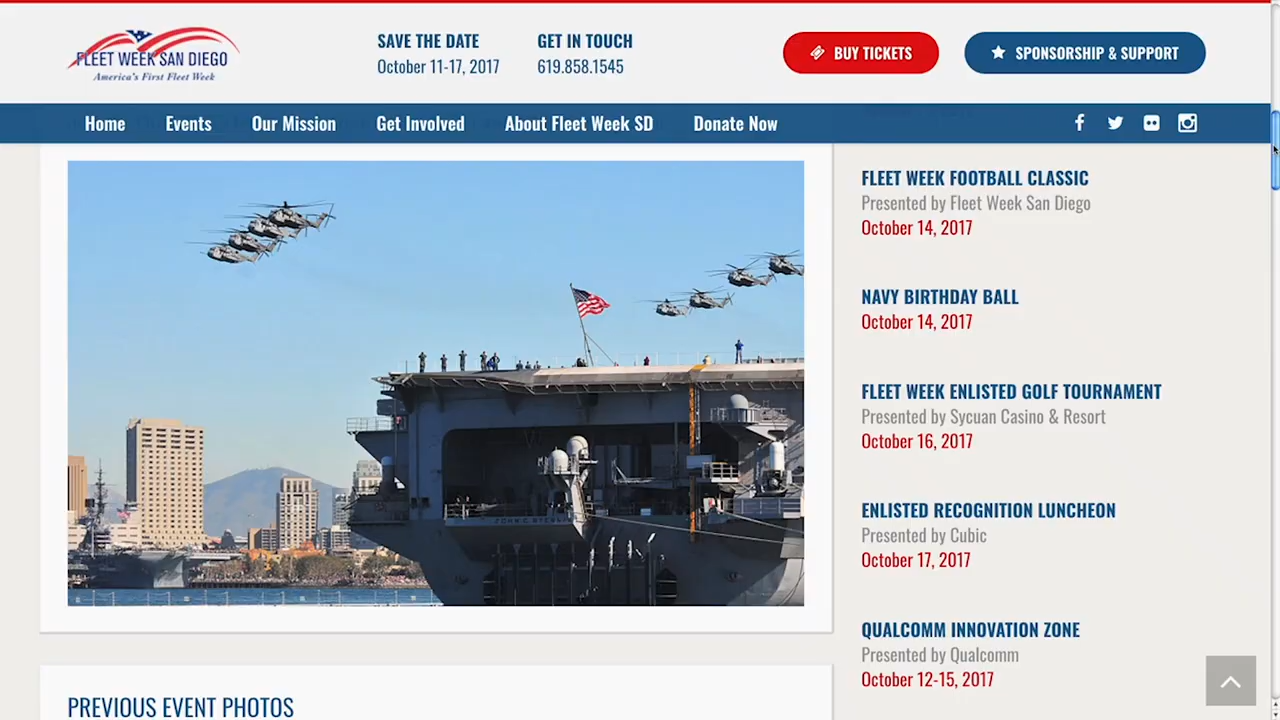 FLEET WEEK SAN DIEGO
America's First Fleet Week
SAVE THE DATE
October 11-17, 2017
GET IN TOUCH
619.858.1545
BUY TICKETS
SPONSORSHIP & SUPPORT
Home
Events
Our Mission
Get Involved
About Fleet Week SD
Donate Now
FLEET WEEK FOOTBALL CLASSIC
Presented by Fleet Week San Diego
October 14, 2017
NAVY BIRTHDAY BALL
October 14, 2017
FLEET WEEK ENLISTED GOLF TOURNAMENT
Presented by Sycuan Casino & Resort
October 16, 2017
ENLISTED RECOGNITION LUNCHEON
Presented by Cubic
October 17, 2017
QUALCOMM INNOVATION ZONE
Presented by Qualcomm
October 12-15, 2017
PREVIOUS EVENT PHOTOS